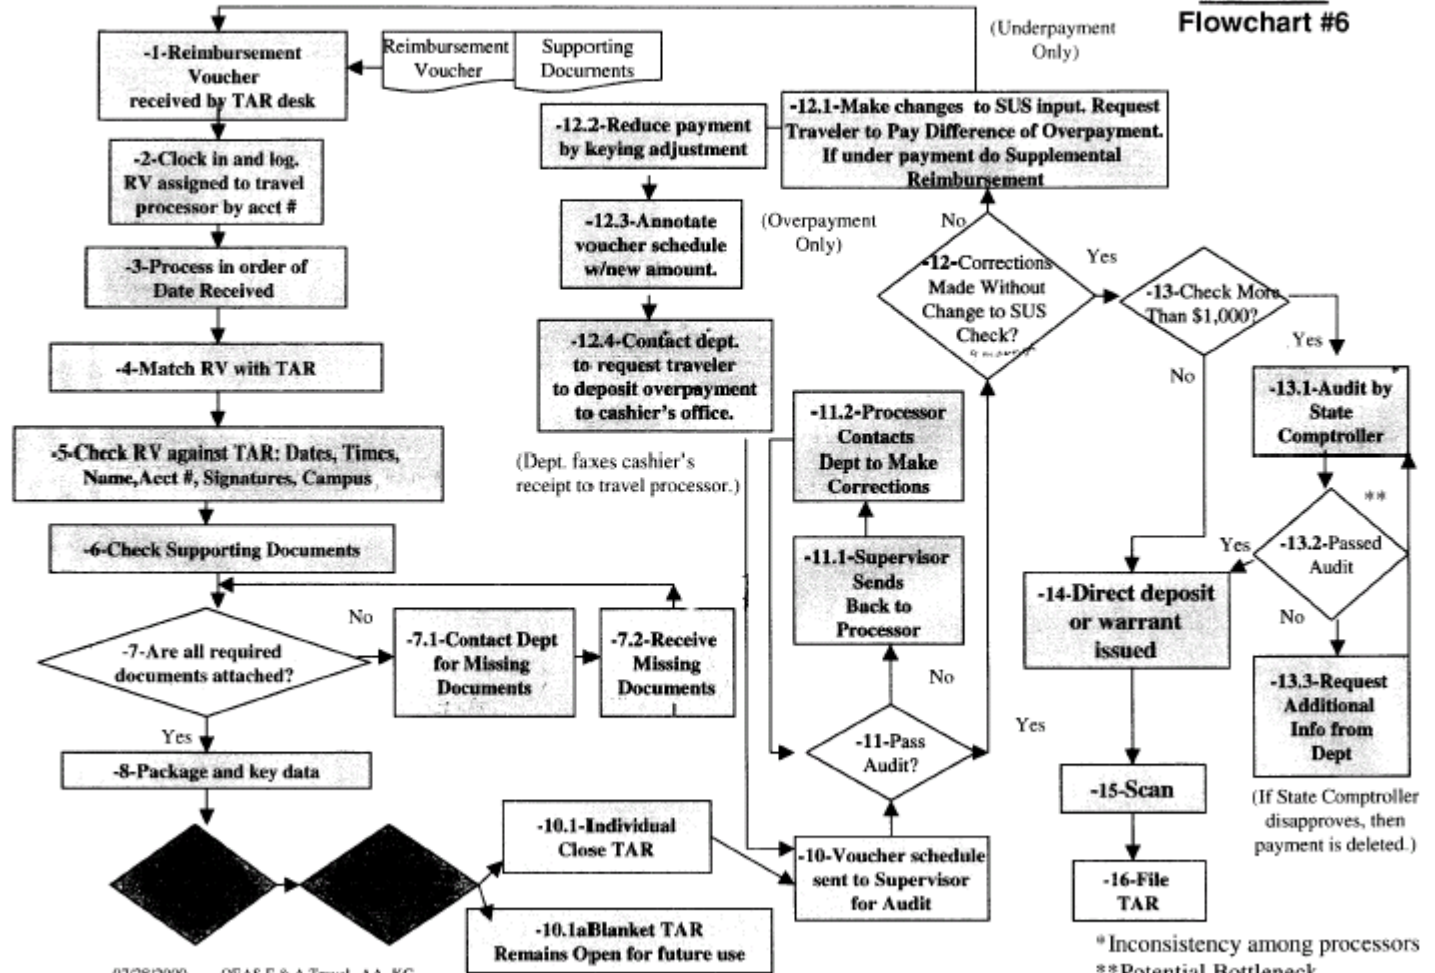 Flowchart #6
(Underpayment
Only)
-1-Reimbursement
Voucher
received by TAR desk
Reimbursement
Voucher
Supporting
Documents
-2-Clock in and log.
RV assigned to travel
processor by acct #
-3-Process in order of
Date Received
-4-Match RV with TAR
-5-Check RV against TAR: Dates, Times,
Name,Acct #, Signatures, Campus
-6-Check Supporting Documents
-7-Are all required
documents attached?
No
-7.1-Contact Dept
for Missing
Documents
-7.2-Receive
Missing
Documents
Yes
-8-Package and key data
-10.1-Individual
Close TAR
-10.1aBlanket TAR
Remains Open for future use
-10-Voucher schedule
sent to Supervisor
for Audit
-11-Pass
Audit?
No
Yes
-11.1-Supervisor
Sends
Back to
Processor
-11.2-Processor
Contacts
Dept to Make
Corrections
-12-Corrections
Made Without
Change to SUS
Check?
amount
No
Yes
-12.1-Make changes to SUS input. Request
Traveler to Pay Difference of Overpayment.
If under payment do Supplemental
Reimbursement
-12.2-Reduce payment
by keying adjustment
(Overpayment
Only)
-12.3-Annotate
voucher schedule
w/new amount.
-12.4-Contact dept.
to request traveler
to deposit overpayment
to cashier's office.
(Dept. faxes cashier's
receipt to travel processor.)
-13-Check More
Than $1,000?
Yes
No
-13.1-Audit by
State
Comptroller
**
-13.2-Passed
Audit
Yes
No
-13.3-Request
Additional
Info from
Dept
(If State Comptroller
disapproves, then
payment is deleted.)
-14-Direct deposit
or warrant
issued
-15-Scan
-16-File
TAR
*Inconsistency among processors
**Potential Bottleneck